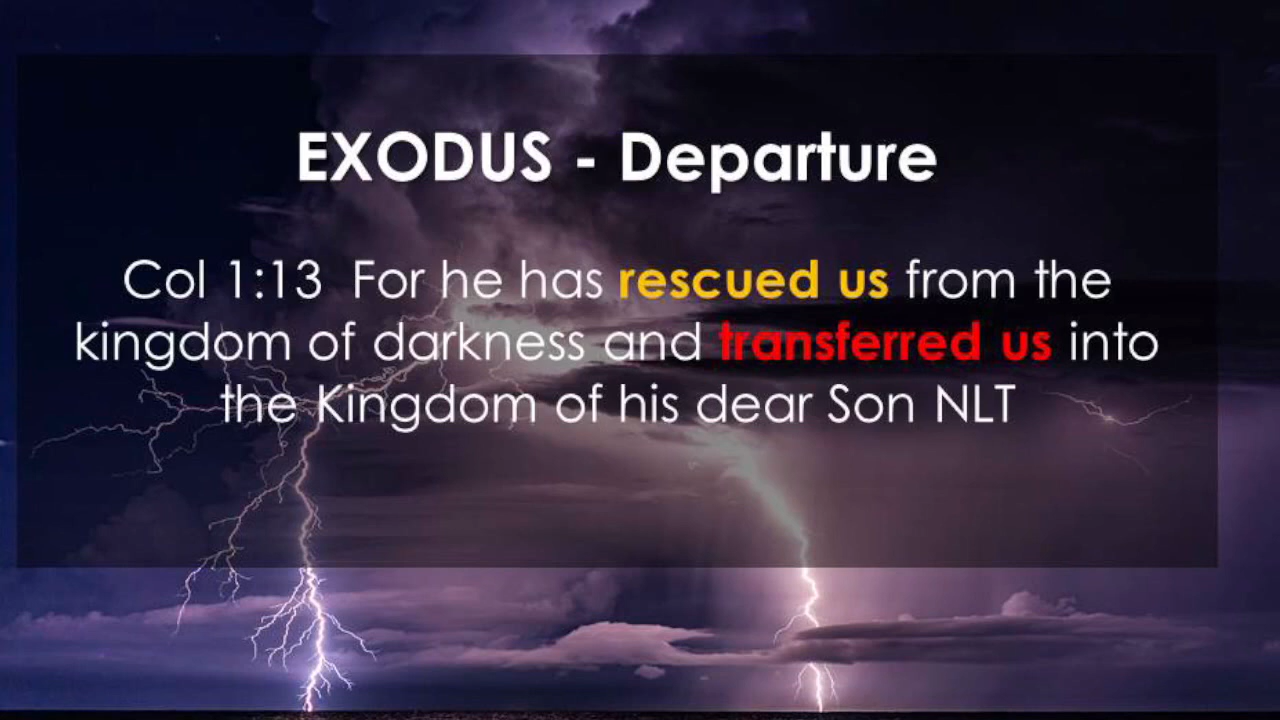 EXODUS - Departure
Col 1:13 For he has rescued us from the
kingdom of darkness and transferred us into
the Kingdom of his dear Son NLT